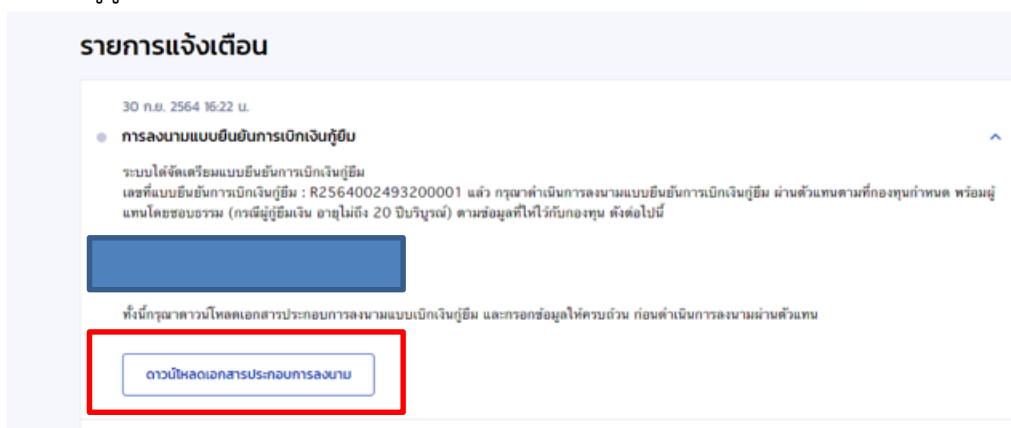 รายการแจ้งเตือน
30 ก.ย. 2564 16:22 น.
การลงนามแบบยืนยันการเบิกเงินกู้ยืม
ระบบได้จัดเตรียมแบบยืนยันการเบิกเงินกู้ยืม
เลขที่แบบยืนยันการเบิกเงินกู้ยืม : R2564002493200001 แล้ว กรุณาดำเนินการลงนามแบบยืนยันการเบิกเงินกู้ยืม ผ่านตัวแทนตามที่กองทุนกำหนด พร้อมผู้
แทนโดยชอบธรรม (กรณีผู้กู้ยืมเงิน อายุไม่ถึง 20 ปีบริบูรณ์) ตามข้อมูลที่ให้ไว้กับกองทุน ดังต่อไปนี้
ทั้งนี้กรุณาดาวน์โหลดเอกสารประกอบการลงนามแบบเบิกเงินกู้ยืม และกรอกข้อมูลให้ครบถ้วน ก่อนดำเนินการลงนามผ่านตัวแทน
ดาวน์โหลดเอกสารประกอบการลงนาม